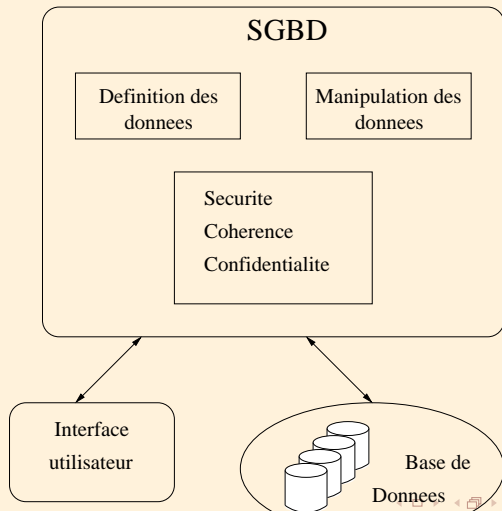 SGBD
Definition des
donnees
Manipulation des
donnees
Securite
Coherence
Confidentialite
Interface
utilisateur
Base de
Donnees